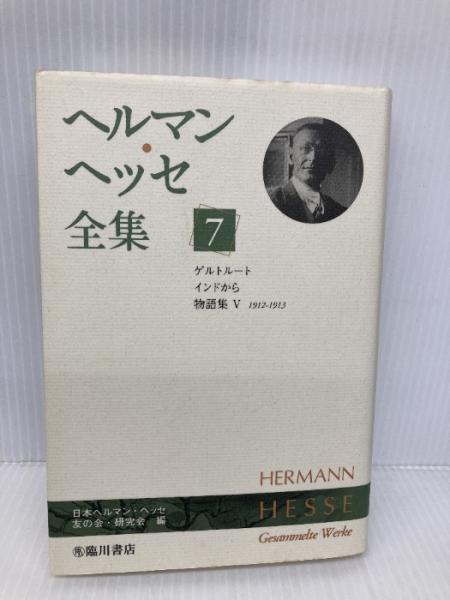 ヘルマン・
ヘッセ
全集 7
ゲルトルート
インドから
物語集 V 1912-1913
HERMANN
HESSE
Gesammelte Werke
日本ヘルマン・ヘッセ
友の会・研究会 編
臨川書店